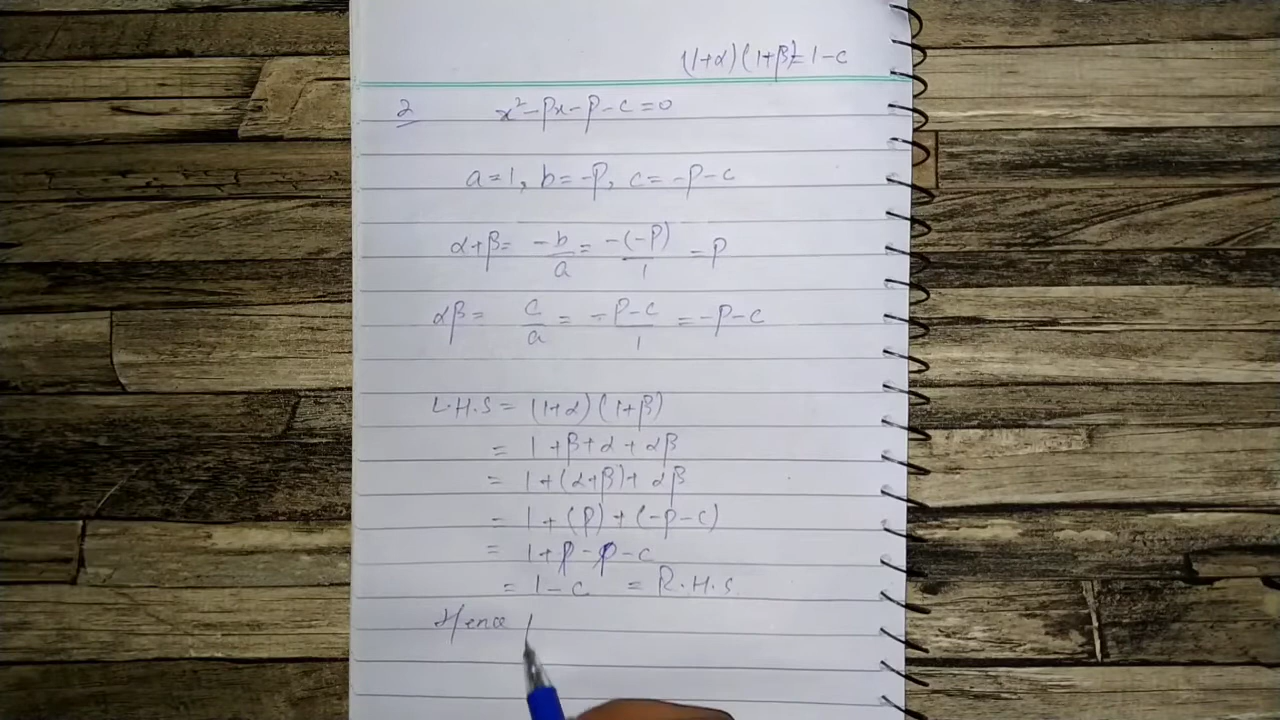 (1+α)(1+β)=1-c
2 x²-px-p-c=0
a=1, b=-p, c=-p-c
α+β= -b/a = -(-p)/1 =p
αβ= c/a = -p-c/1 =-p-c
L.H.S = (1+α)(1+β)
= 1+β+α+αβ
= 1+(α+β)+αβ
= 1+(p)+(-p-c)
= 1+p-p-c
= 1-c = R.H.S
Hence